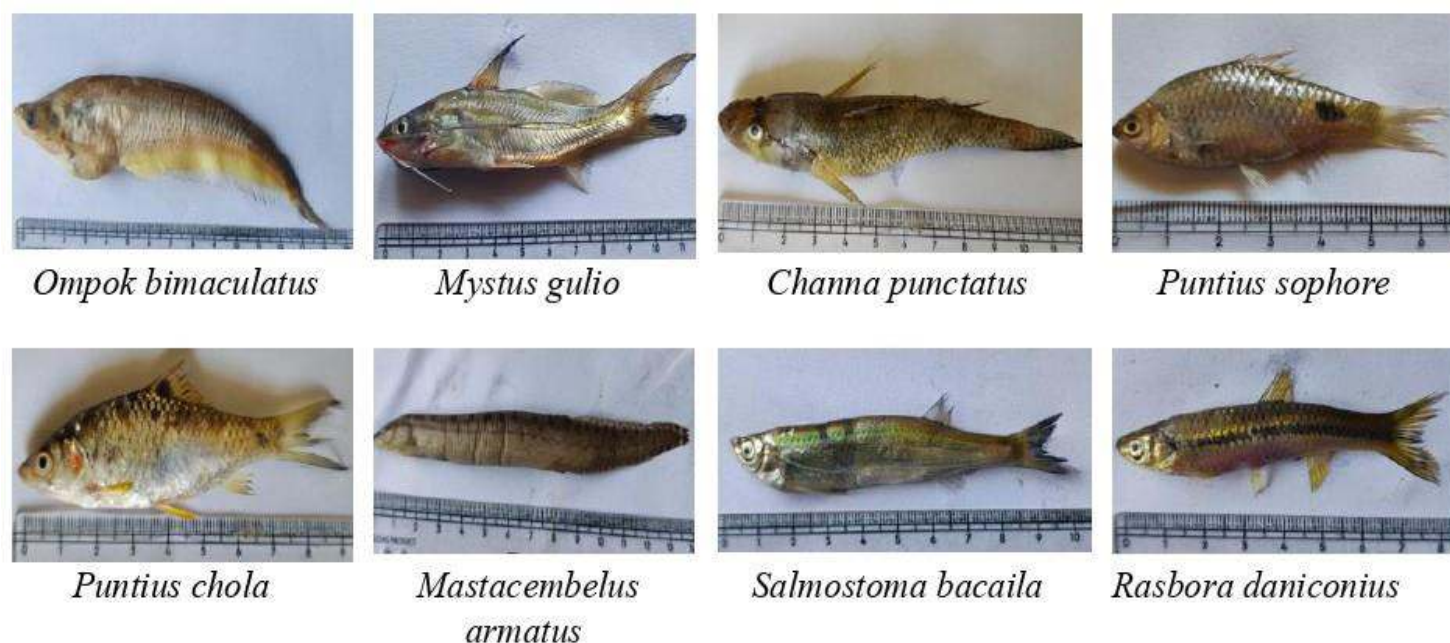 Ompok bimaculatus
Mystus gulio
Channa punctatus
Puntius sophore
Puntius chola
Mastacembelus
armatus
Salmostoma bacaila
Rasbora daniconius